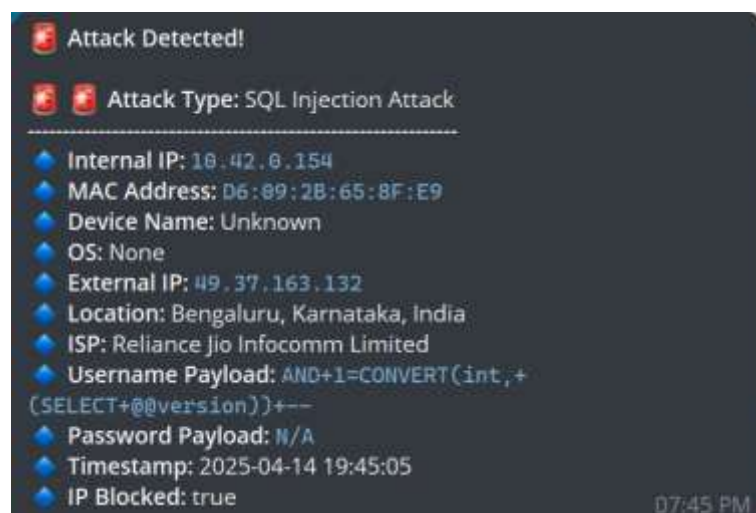 🚨 Attack Detected!
🚨 🚨 Attack Type: SQL Injection Attack
------------------------------------------------------------
🔹 Internal IP: 10.42.0.154
🔹 MAC Address: D6:09:2B:65:8F:E9
🔹 Device Name: Unknown
🔹 OS: None
🔹 External IP: 49.37.163.132
🔹 Location: Bengaluru, Karnataka, India
🔹 ISP: Reliance Jio Infocomm Limited
🔹 Username Payload: AND+1=CONVERT(int,+
(SELECT+@@version))+--
🔹 Password Payload: N/A
🔹 Timestamp: 2025-04-14 19:45:05
🔹 IP Blocked: true
07:45 PM